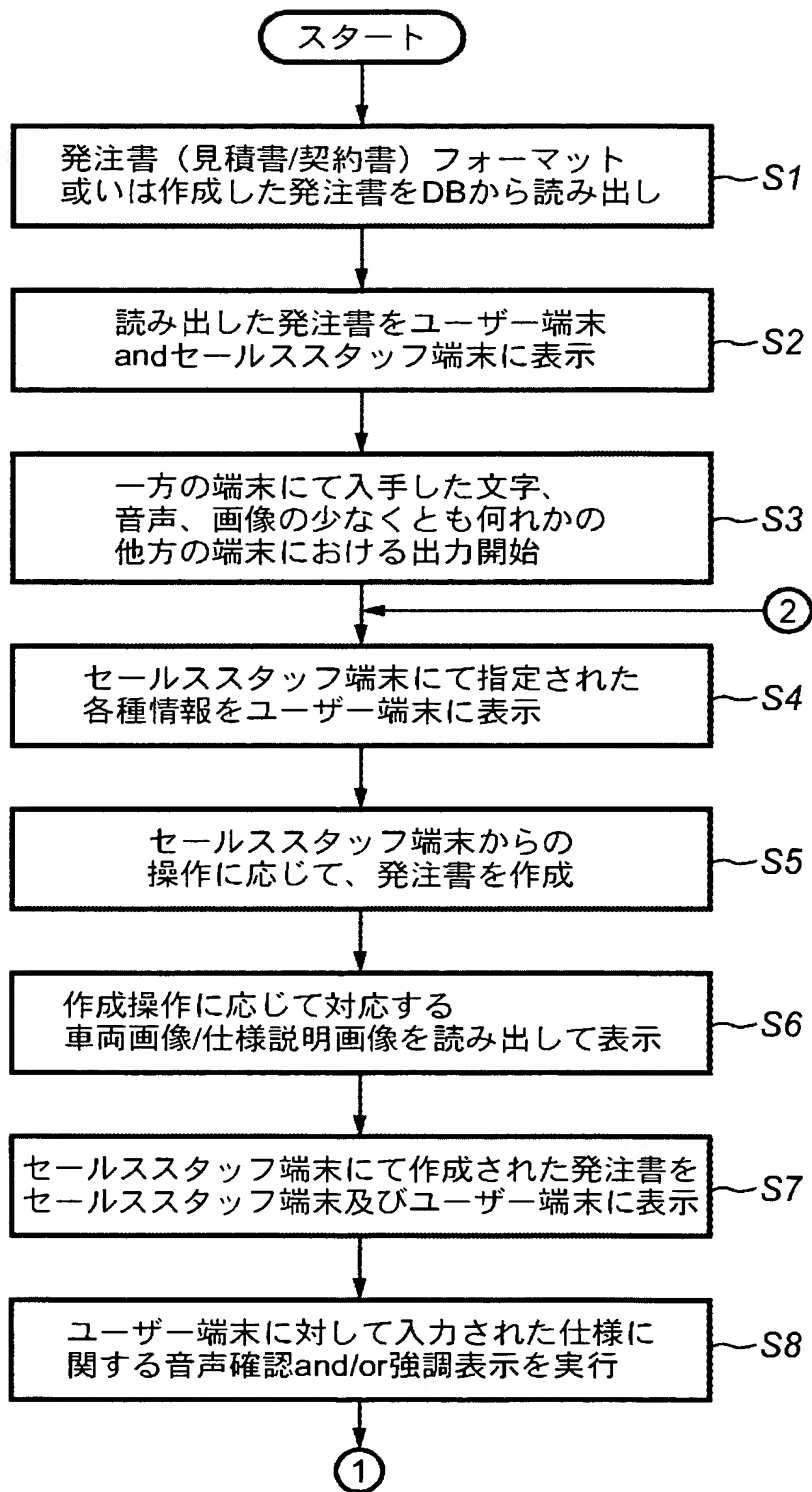 スタート
発注書（見積書/契約書）フォーマット
或いは作成した発注書をDBから読み出し
S1
読み出した発注書をユーザー端末
andセールススタッフ端末に表示
S2
一方の端末にて入手した文字、
音声、画像の少なくとも何れかの
他方の端末における出力開始
S3
2
セールススタッフ端末にて指定された
各種情報をユーザー端末に表示
S4
セールススタッフ端末からの
操作に応じて、発注書を作成
S5
作成操作に応じて対応する
車両画像/仕様説明画像を読み出して表示
S6
セールススタッフ端末にて作成された発注書を
セールススタッフ端末及びユーザー端末に表示
S7
ユーザー端末に対して入力された仕様に
関する音声確認and/or強調表示を実行
S8
1